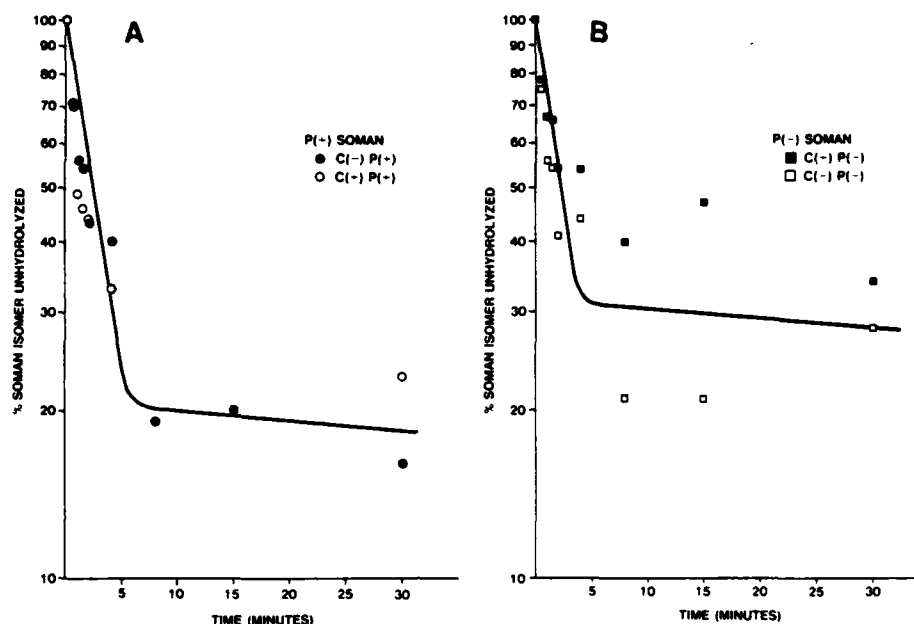 A
100
90
80
70
60
50
40
30
20
10
% SOMAN ISOMER UNHYDROLYZED
P(+) SOMAN
● C(−) P(+)
○ C(+) P(+)
5 10 15 20 25 30
TIME (MINUTES)
B
100
90
80
70
60
50
40
30
20
10
% SOMAN ISOMER UNHYDROLYZED
P(−) SOMAN
■ C(+) P(−)
□ C(−) P(−)
5 10 15 20 25 30
TIME (MINUTES)